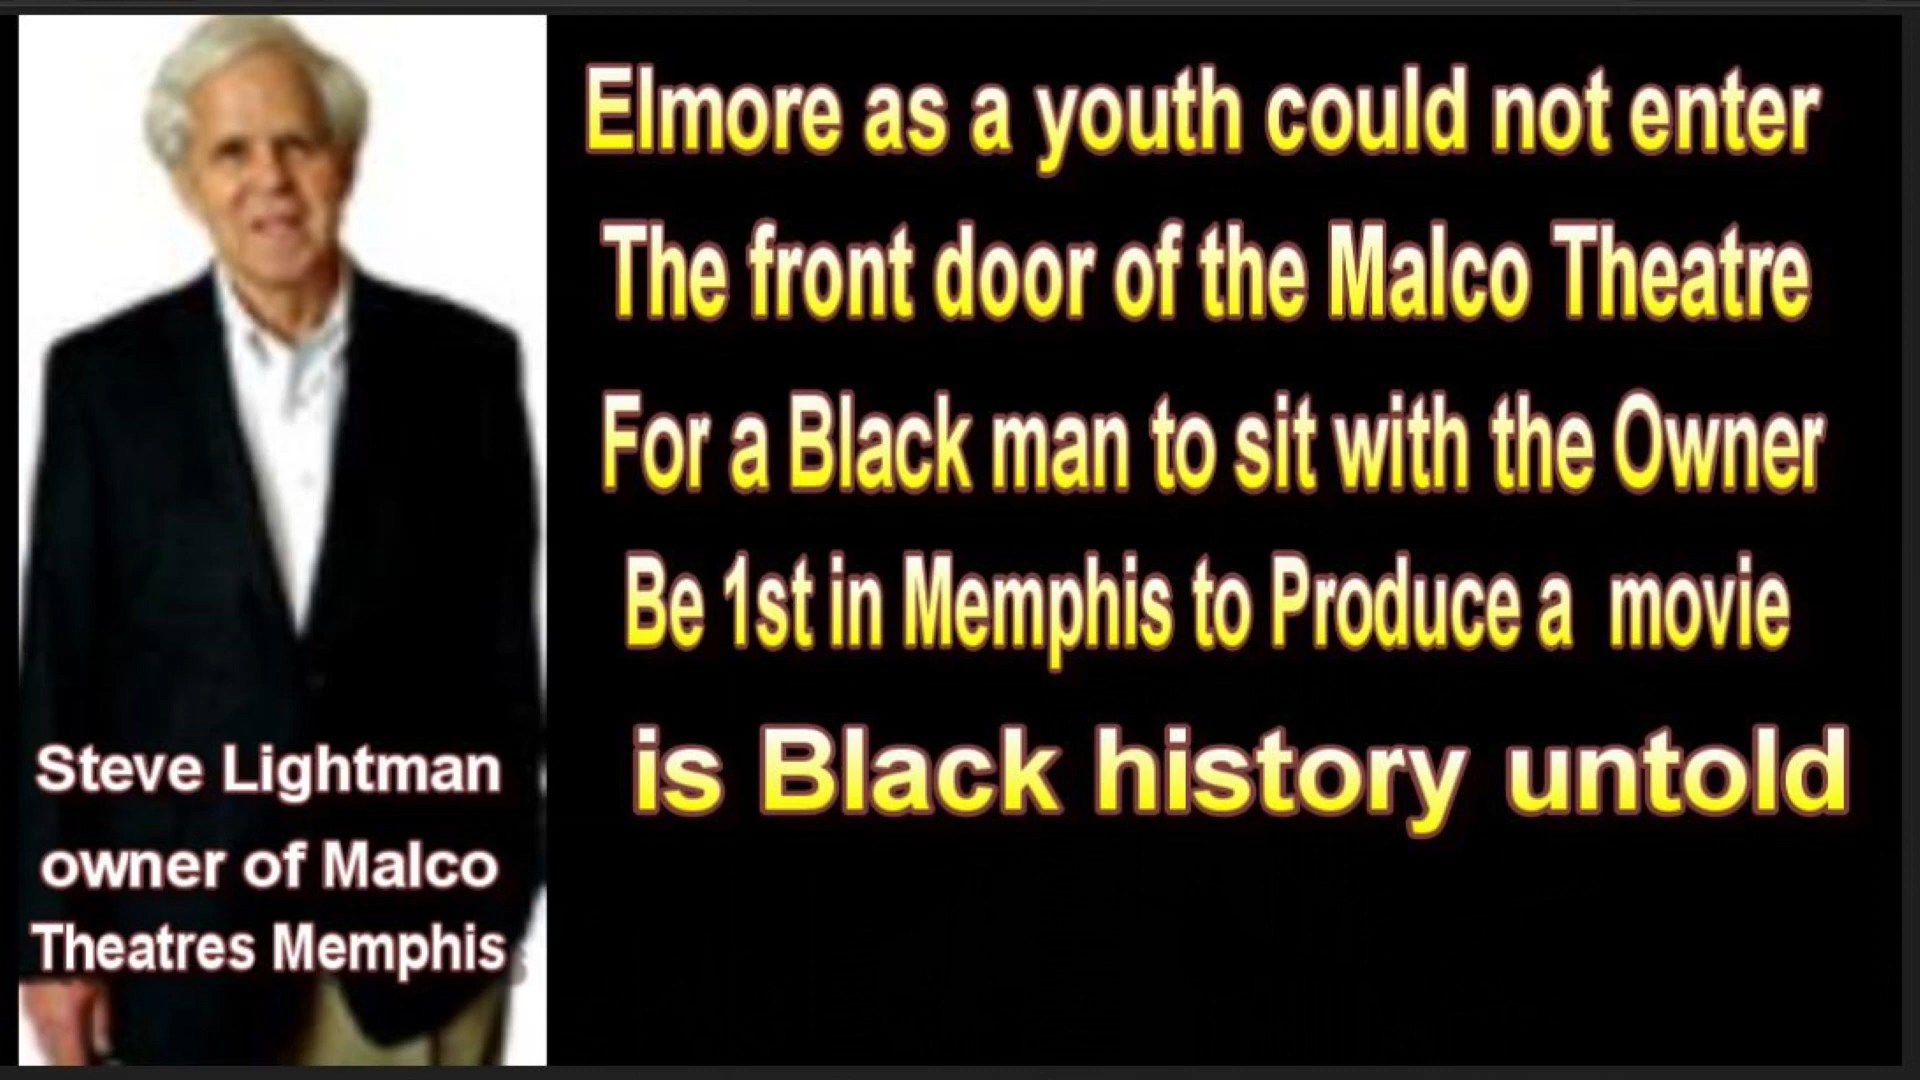 Elmore as a youth could not enter
The front door of the Malco Theatre
For a Black man to sit with the Owner
Be 1st in Memphis to Produce a movie
is Black history untold
Steve Lightman
owner of Malco
Theatres Memphis